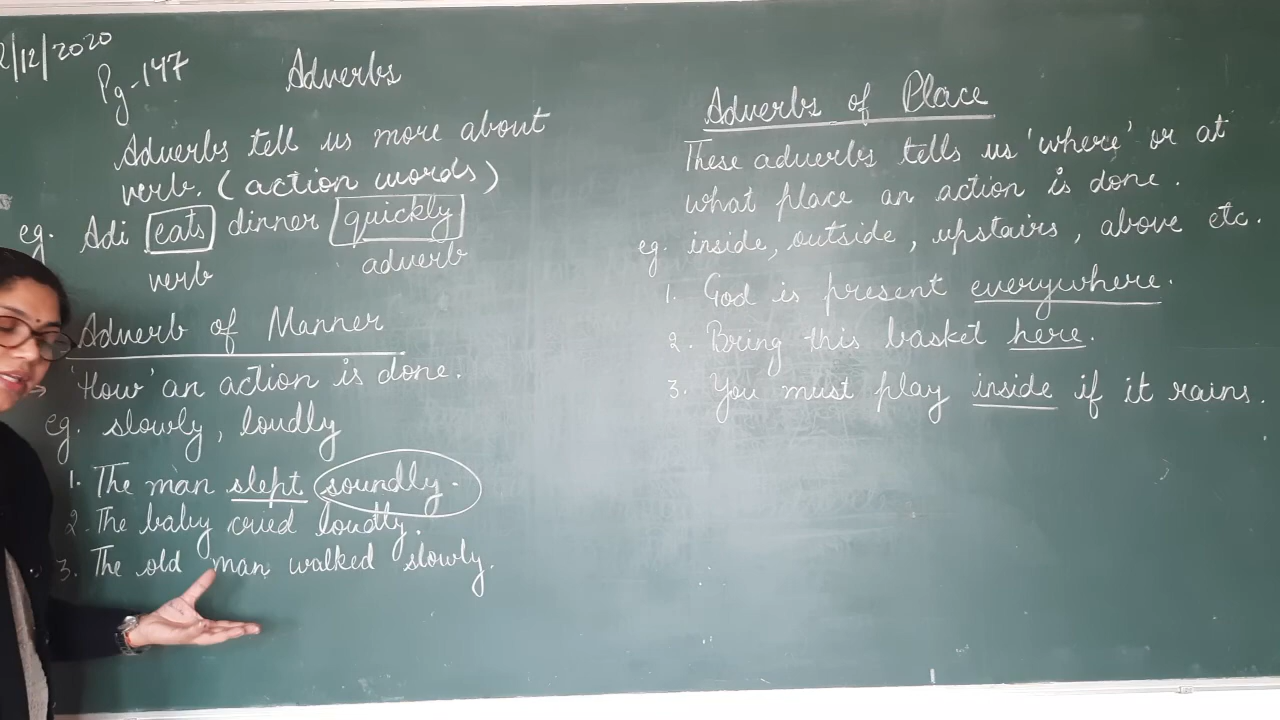 2/12/2020
Pg-147
Adverbs
Adverbs tell us more about
verb. (action words)
eg. Adi eats dinner quickly
verb adverb
Adverb of Manner
→ 'How' an action is done.
eg. slowly, loudly
1. The man slept soundly.
2. The baby cried loudly.
3. The old man walked slowly.
Adverbs of Place
These adverbs tells us 'where' or at
what place an action is done.
eg. inside, outside, upstairs, above etc.
1. God is present everywhere.
2. Bring this basket here.
3. You must play inside if it rains.